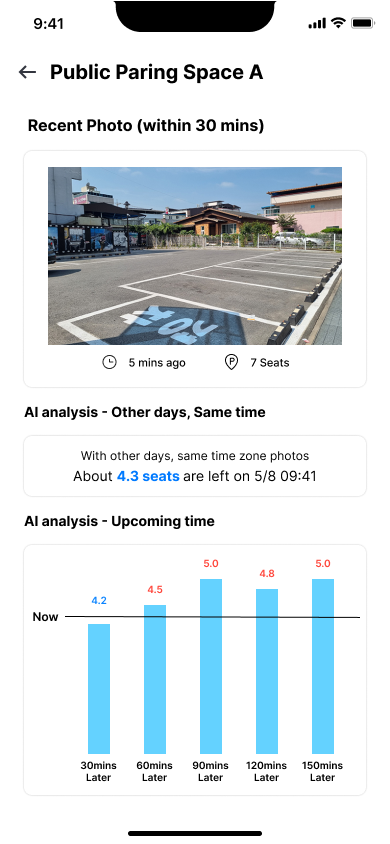 9:41
Public Paring Space A
Recent Photo (within 30 mins)
5 mins ago
P
7 Seats
AI analysis - Other days, Same time
With other days, same time zone photos
About 4.3 seats are left on 5/8 09:41
AI analysis - Upcoming time
4.2
4.5
5.0
4.8
5.0
Now
30mins
Later
60mins
Later
90mins
Later
120mins
Later
150mins
Later